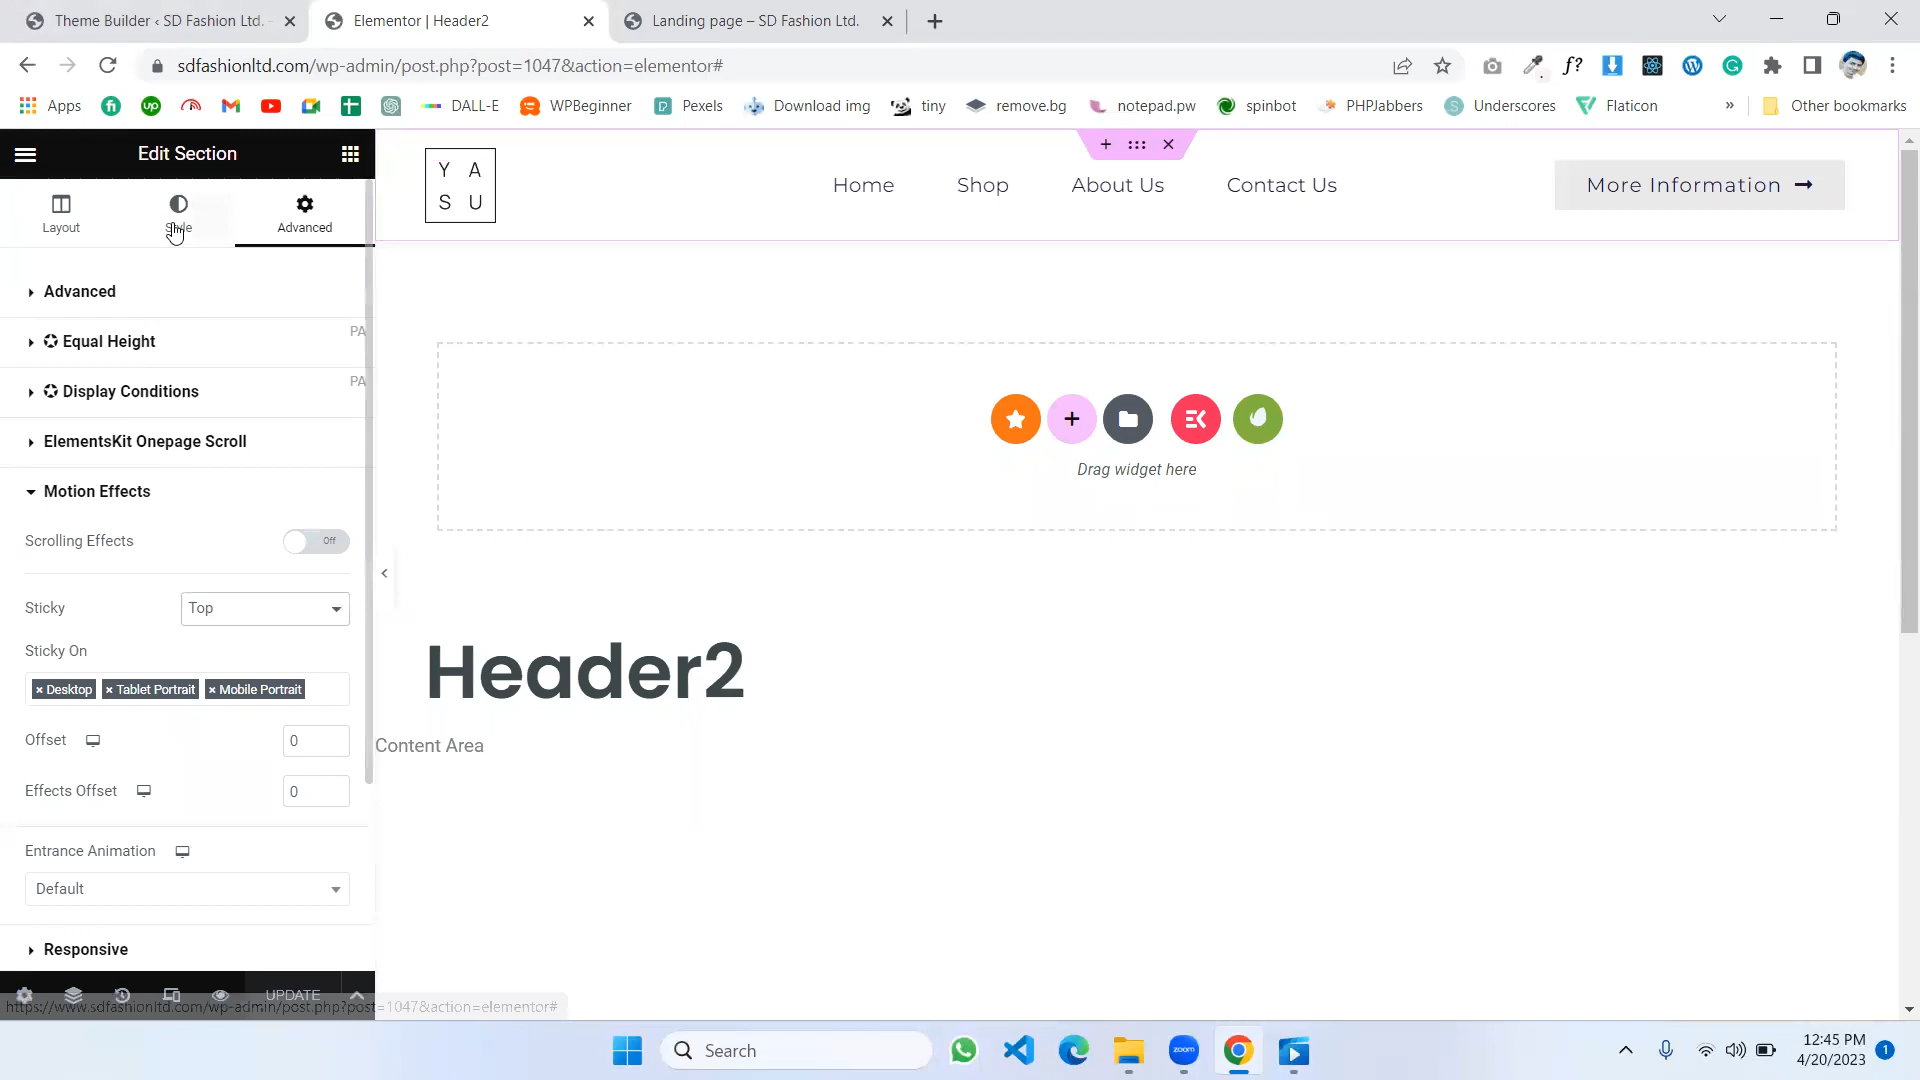 Theme Builder ‹ SD Fashion Ltd. -
Elementor | Header2
Landing page – SD Fashion Ltd.
sdfashionltd.com/wp-admin/post.php?post=1047&action=elementor#
f?
Apps
up
DALL-E
WPBeginner
Pexels
Download img
tiny
remove.bg
notepad.pw
spinbot
PHPJabbers
Underscores
Flaticon
»
Other bookmarks
Edit Section
Layout
Style
Advanced
Y A
S U
Home
Shop
About Us
Contact Us
More Information
Advanced
Equal Height
PA
Display Conditions
PA
ElementsKit Onepage Scroll
Motion Effects
Scrolling Effects
Off
Sticky
Top
Sticky On
× Desktop
× Tablet Portrait
× Mobile Portrait
Offset
0
Effects Offset
0
Entrance Animation
Default
Responsive
UPDATE
https://www.sdfashionltd.com/wp-admin/post.php?post=1047&action=elementor#
Drag widget here
Header2
Content Area
Search
zoom
12:45 PM
4/20/2023
1